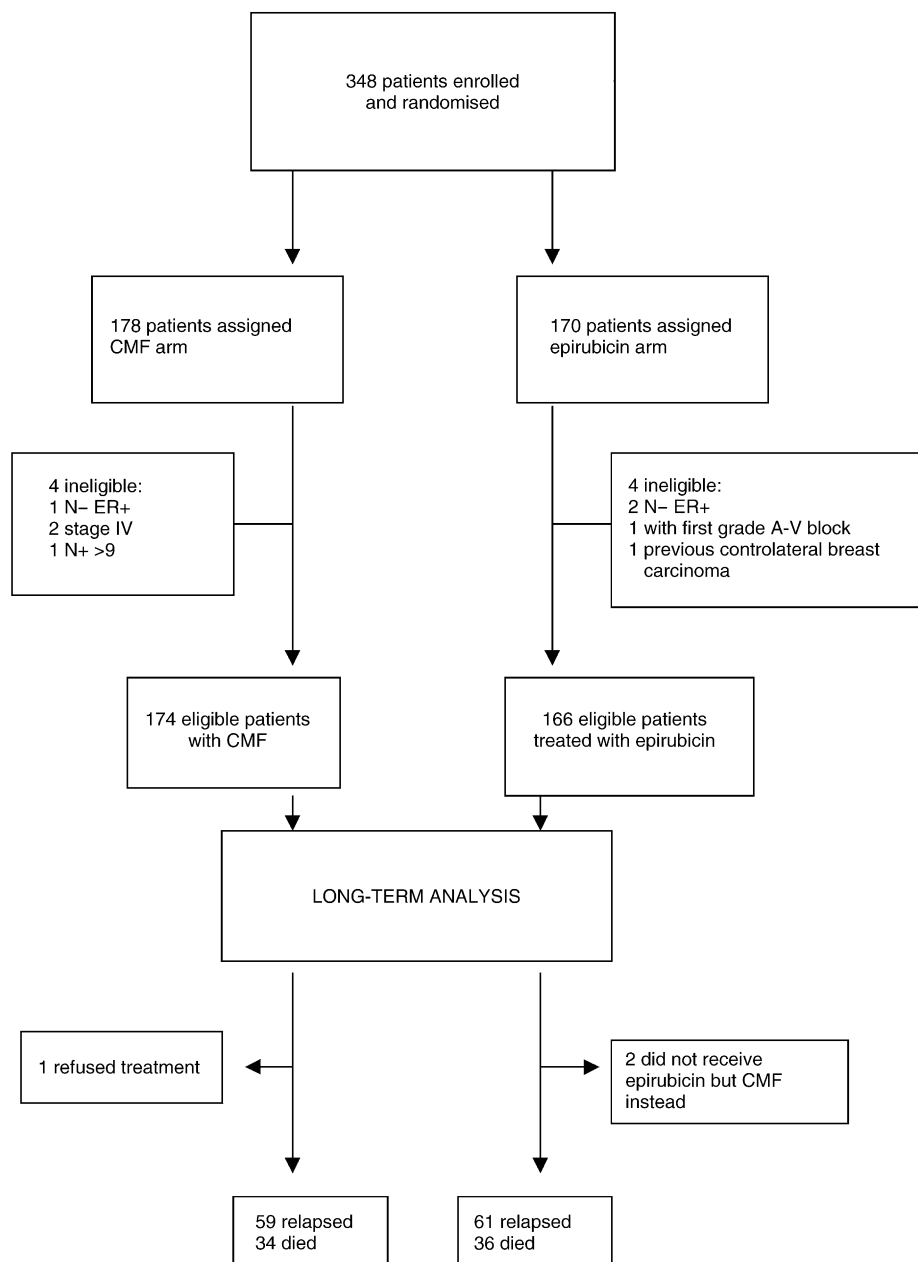 348 patients enrolled
and randomised
178 patients assigned
CMF arm
170 patients assigned
epirubicin arm
4 ineligible:
1 N− ER+
2 stage IV
1 N+ >9
4 ineligible:
2 N− ER+
1 with first grade A-V block
1 previous controlateral breast
carcinoma
174 eligible patients
with CMF
166 eligible patients
treated with epirubicin
LONG-TERM ANALYSIS
1 refused treatment
2 did not receive
epirubicin but CMF
instead
59 relapsed
34 died
61 relapsed
36 died